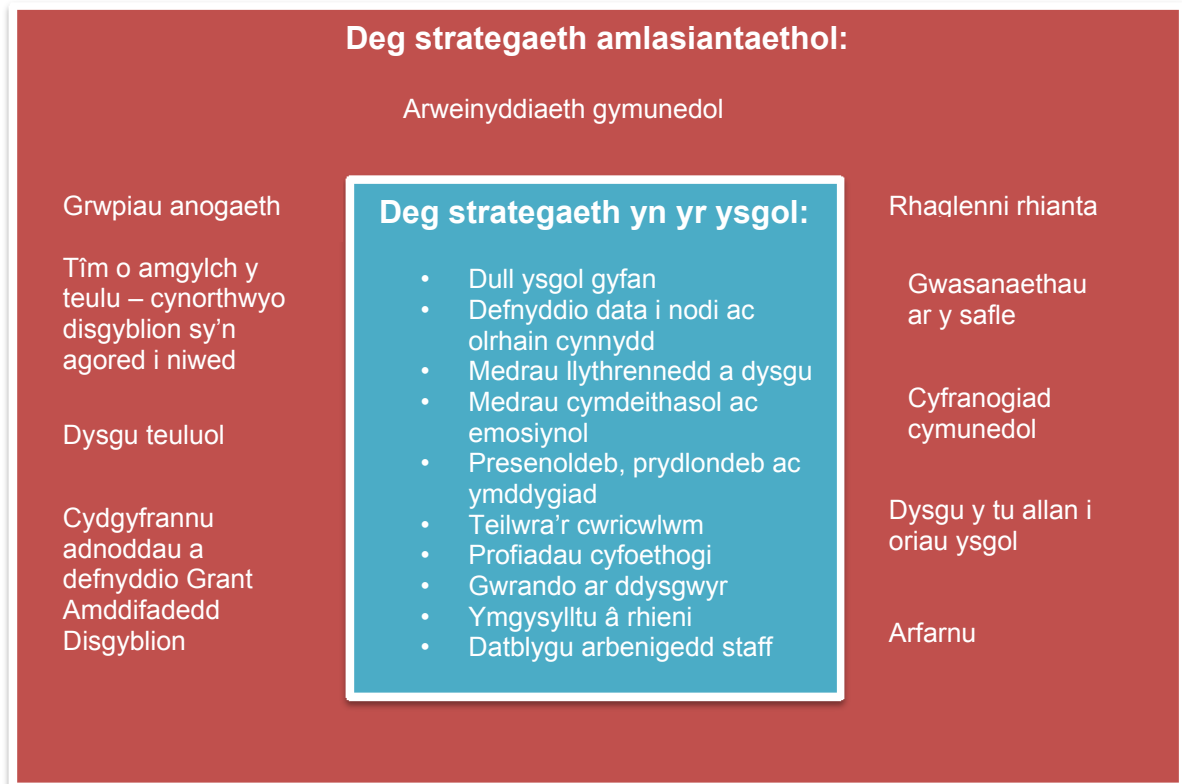 Deg strategaeth amlasiantaethol:
Arweinyddiaeth gymunedol
Grwpiau anogaeth
Tîm o amgylch y
teulu – cynorthwyo
disgyblion sy’n
agored i niwed
Dysgu teuluol
Cydgyfrannu
adnoddau a
defnyddio Grant
Amddifadedd
Disgyblion
Deg strategaeth yn yr ysgol:
• Dull ysgol gyfan
• Defnyddio data i nodi ac
olrhain cynnydd
• Medrau llythrennedd a dysgu
• Medrau cymdeithasol ac
emosiynol
• Presenoldeb, prydlondeb ac
ymddygiad
• Teilwra’r cwricwlwm
• Profiadau cyfoethogi
• Gwrando ar ddysgwyr
• Ymgysylltu â rhieni
• Datblygu arbenigedd staff
Rhaglenni rhianta
Gwasanaethau
ar y safle
Cyfranogiad
cymunedol
Dysgu y tu allan i
oriau ysgol
Arfarnu